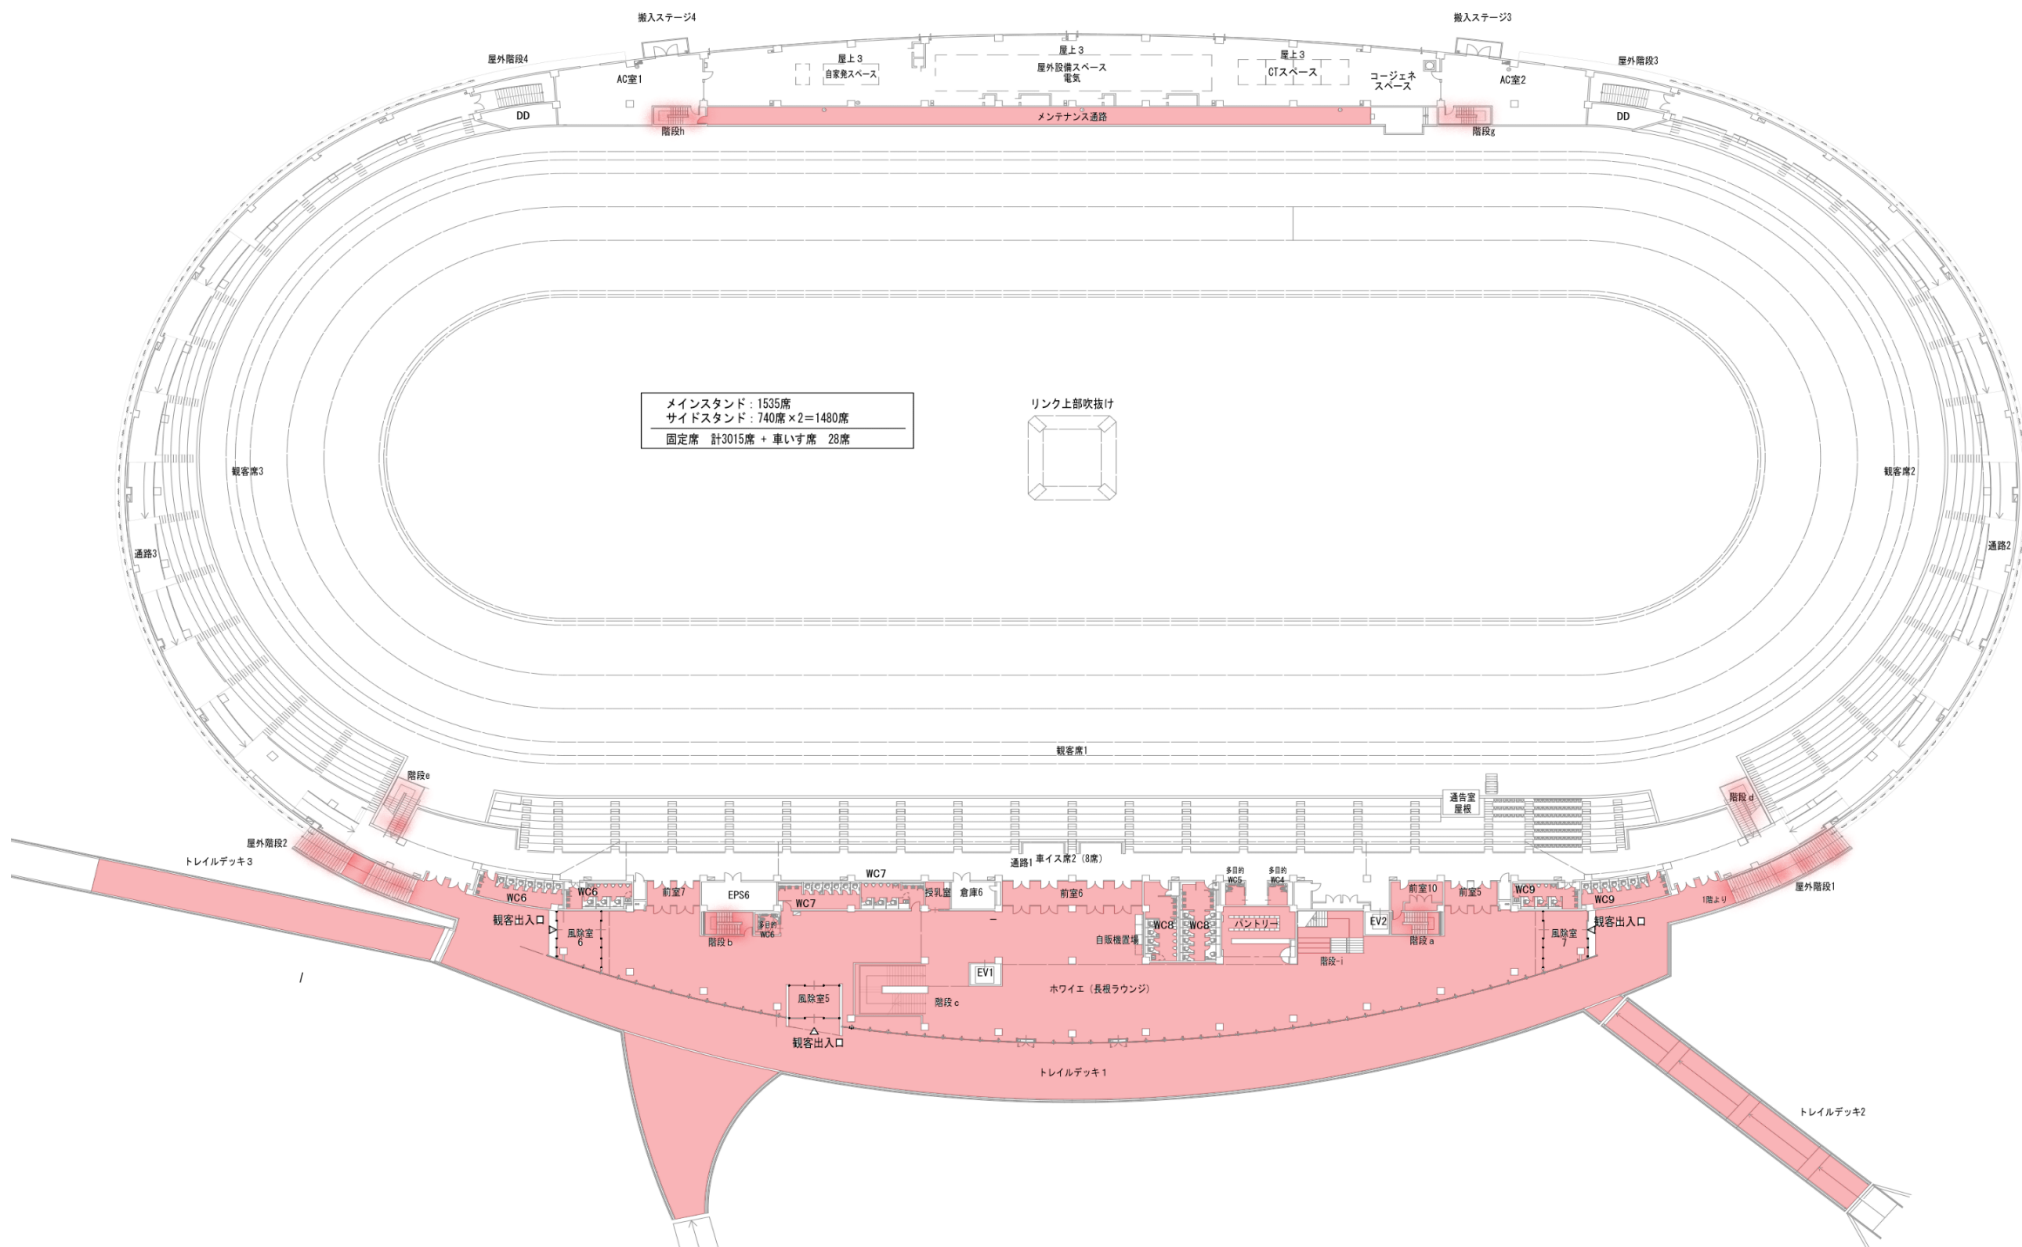 搬入ステージ4
搬入ステージ3
屋外階段4
AC室1
屋上3
自家発スペース
屋上3
屋外設備スペース
電気
屋上3
CTスペース
コージェネ
スペース
AC室2
屋外階段3
DD
階段h
メンテナンス通路
階段g
DD
メインスタンド：1535席
サイドスタンド：740席×2＝1480席
固定席 計3015席 + 車いす席 28席
リンク上部吹抜け
観客席3
観客席2
通路3
通路2
観客席1
階段e
階段d
通告室
屋根
屋外階段2
トレイルデッキ3
通路1
車イス席2（8席）
WC7
多目的
WC5
多目的
WC4
屋外階段1
1階より
WC6
WC6
前室7
EPS6
WC7
授乳室
倉庫6
前室6
前室10
前室5
WC9
WC9
観客出入口
風除室
6
階段b
多目的
WC6
自販機置場
WC8
WC8
パントリー
階段-i
EV2
階段a
風除室
7
観客出入口
EV1
風除室5
階段c
ホワイエ（長根ラウンジ）
観客出入口
トレイルデッキ1
トレイルデッキ2